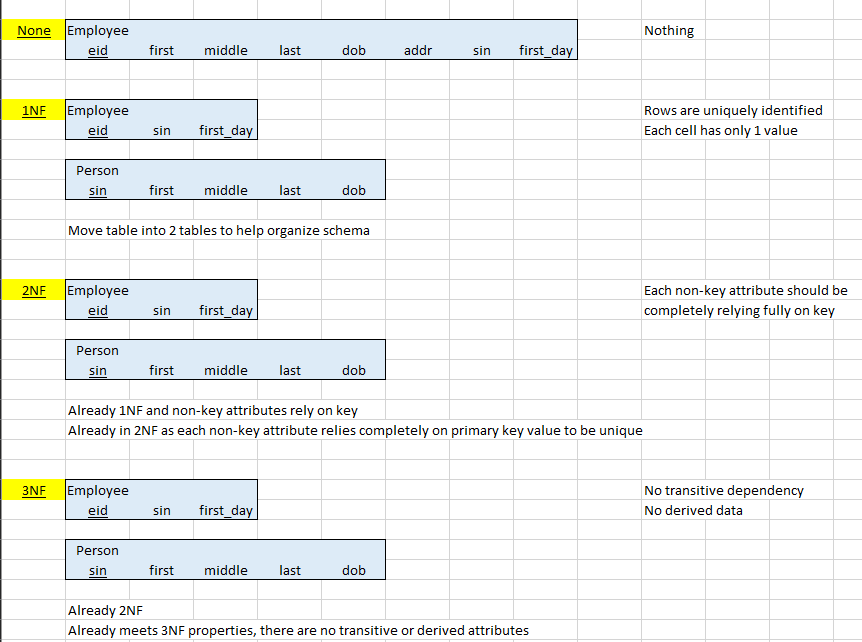 None Employee Nothing
eid first middle last dob addr sin first_day
1NF Employee Rows are uniquely identified
eid sin first_day Each cell has only 1 value
Person
sin first middle last dob
Move table into 2 tables to help organize schema
2NF Employee Each non-key attribute should be
eid sin first_day completely relying fully on key
Person
sin first middle last dob
Already 1NF and non-key attributes rely on key
Already in 2NF as each non-key attribute relies completely on primary key value to be unique
3NF Employee No transitive dependency
eid sin first_day No derived data
Person
sin first middle last dob
Already 2NF
Already meets 3NF properties, there are no transitive or derived attributes